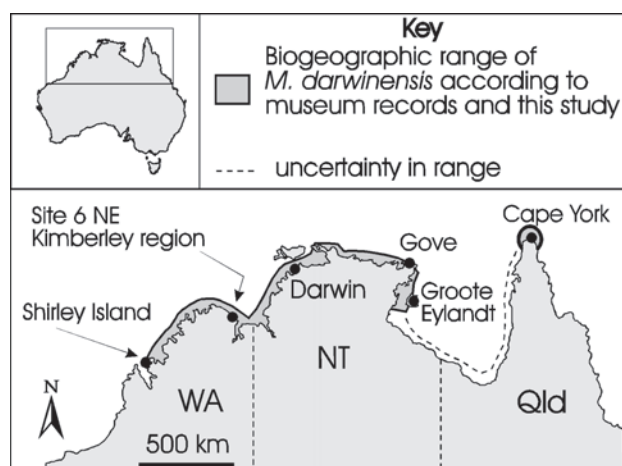 Key
Biogeographic range of
M. darwinensis according to
museum records and this study
uncertainty in range
Site 6 NE
Kimberley region
Cape York
Gove
Darwin
Groote
Eylandt
Shirley Island
NT
N
WA
Qld
500 km